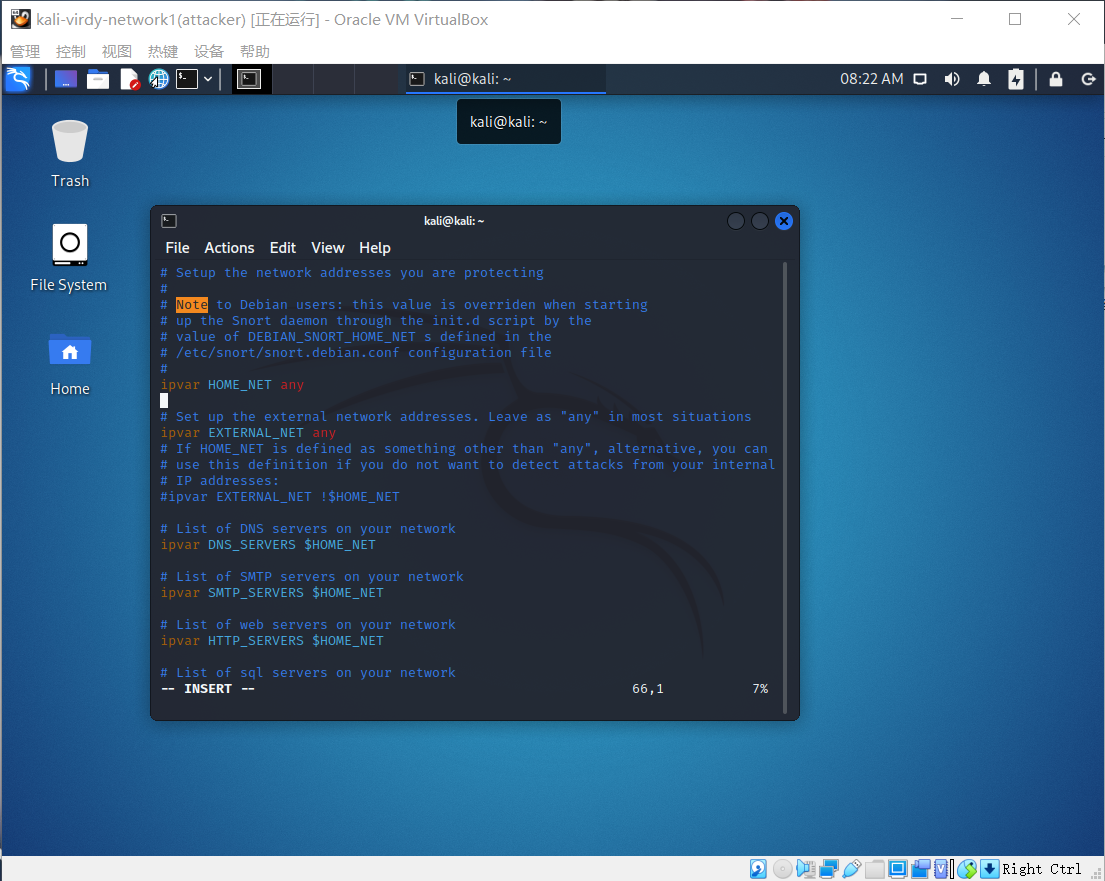 kali-virdy-network1(attacker) [正在运行] - Oracle VM VirtualBox
管理 控制 视图 热键 设备 帮助
kali@kali: ~ 08:22 AM
kali@kali: ~
Trash
File System
Home
kali@kali: ~
File Actions Edit View Help
# Setup the network addresses you are protecting
#
# Note to Debian users: this value is overriden when starting
# up the Snort daemon through the init.d script by the
# value of DEBIAN_SNORT_HOME_NET s defined in the
# /etc/snort/snort.debian.conf configuration file
#
ipvar HOME_NET any
# Set up the external network addresses. Leave as "any" in most situations
ipvar EXTERNAL_NET any
# If HOME_NET is defined as something other than "any", alternative, you can
# use this definition if you do not want to detect attacks from your internal
# IP addresses:
#ipvar EXTERNAL_NET !$HOME_NET
# List of DNS servers on your network
ipvar DNS_SERVERS $HOME_NET
# List of SMTP servers on your network
ipvar SMTP_SERVERS $HOME_NET
# List of web servers on your network
ipvar HTTP_SERVERS $HOME_NET
# List of sql servers on your network
-- INSERT -- 66,1 7%
Right Ctrl